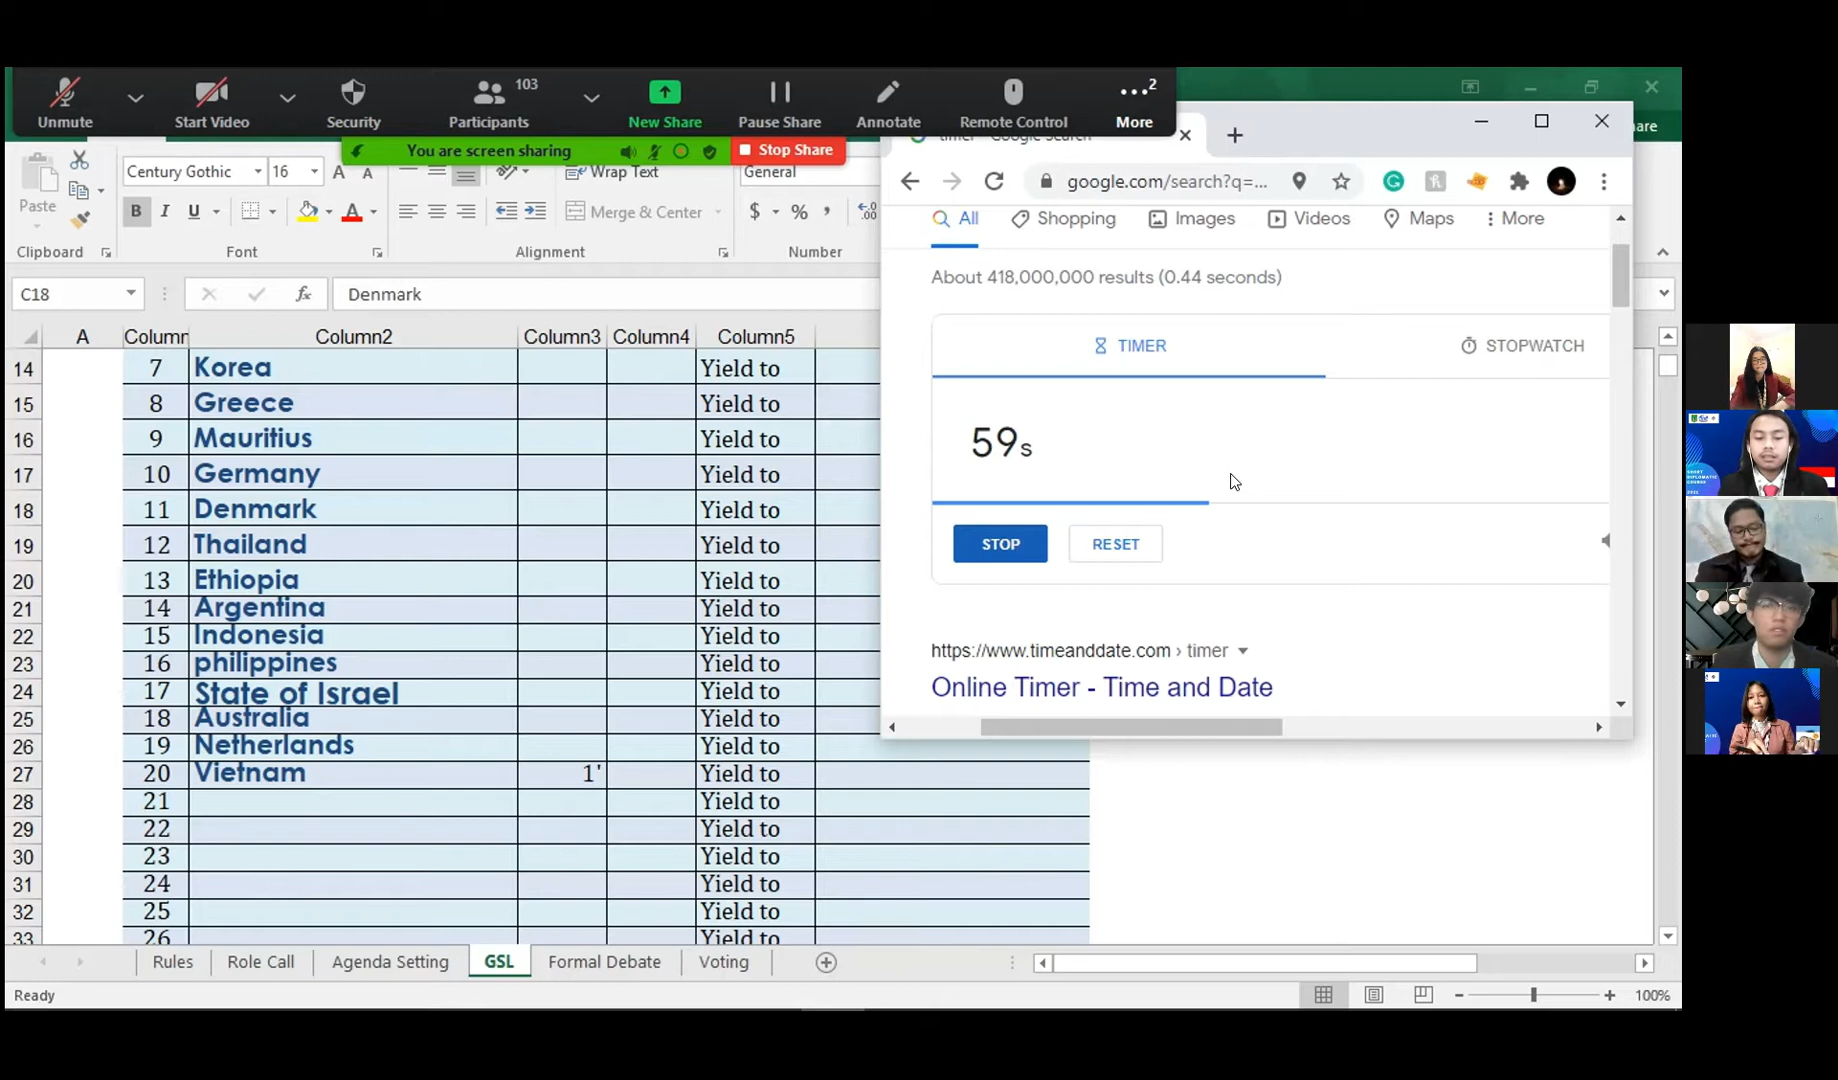 103
2
Unmute
Start Video
Security
Participants
New Share
Pause Share
Annotate
Remote Control
More
You are screen sharing
Stop Share
timer - Google Search
Century Gothic
16
Wrap Text
General
Paste
B I U
A
Merge & Center
$ % ,
Clipboard
Font
Alignment
Number
C18
fx
Denmark
A Column Column2 Column3 Column4 Column5
14 7 Korea Yield to
15 8 Greece Yield to
16 9 Mauritius Yield to
17 10 Germany Yield to
18 11 Denmark Yield to
19 12 Thailand Yield to
20 13 Ethiopia Yield to
21 14 Argentina Yield to
22 15 Indonesia Yield to
23 16 philippines Yield to
24 17 State of Israel Yield to
25 18 Australia Yield to
26 19 Netherlands Yield to
27 20 Vietnam 1' Yield to
28 21 Yield to
29 22 Yield to
30 23 Yield to
31 24 Yield to
32 25 Yield to
33 26 Yield to
Rules
Role Call
Agenda Setting
GSL
Formal Debate
Voting
Ready
100%
google.com/search?q=...
All
Shopping
Images
Videos
Maps
More
About 418,000,000 results (0.44 seconds)
TIMER
STOPWATCH
59s
STOP
RESET
https://www.timeanddate.com › timer
Online Timer - Time and Date